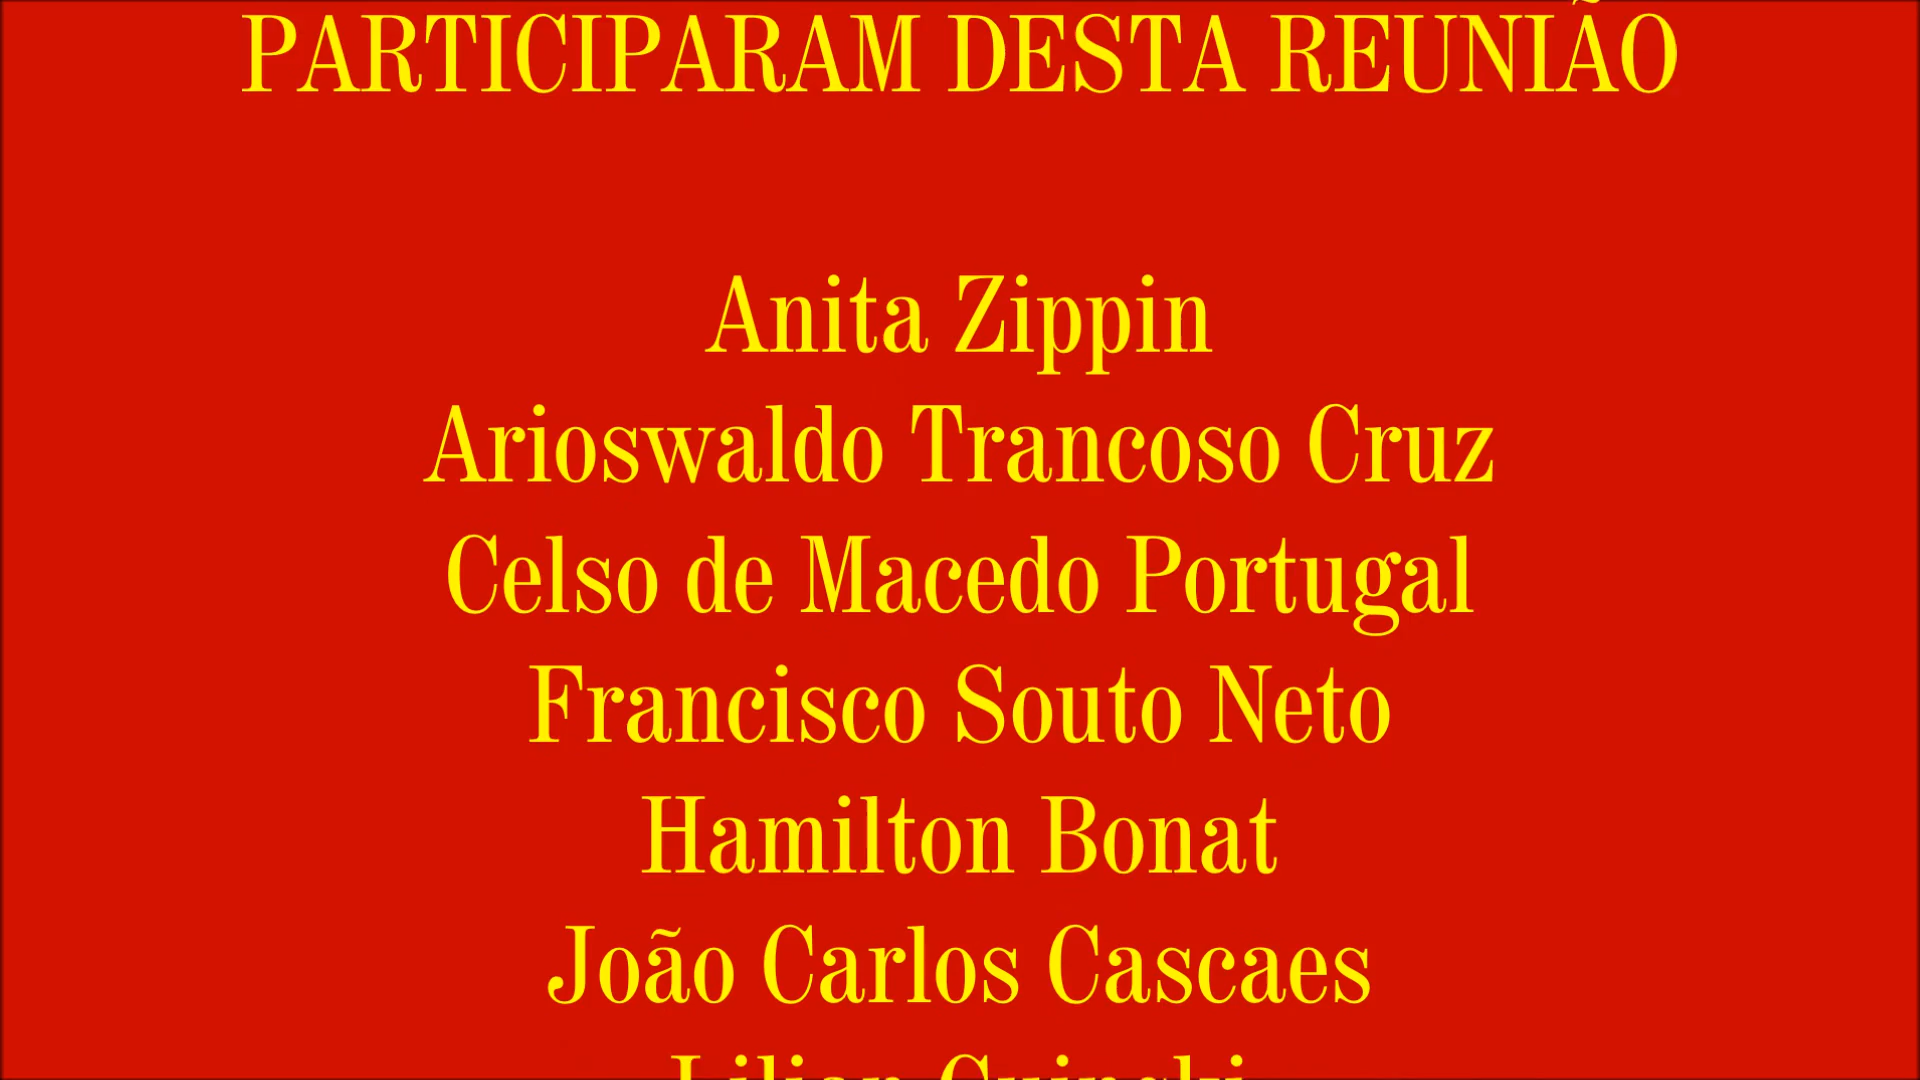 PARTICIPARAM DESTA REUNIÃO
Anita Zippin
Arioswaldo Trancoso Cruz
Celso de Macedo Portugal
Francisco Souto Neto
Hamilton Bonat
João Carlos Cascaes
Lilian